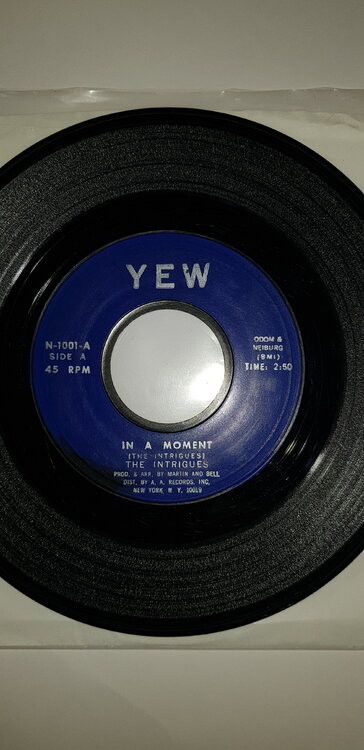 YEW
N-1001-A
SIDE A
45 RPM
ODOM &
NEIBURG
(BMI)
TIME: 2:50
IN A MOMENT
(THE INTRIGUES)
THE INTRIGUES
PROD. & ARR. BY MARTIN AND BELL
DIST. BY A. A. RECORDS, INC.
NEW YORK N. Y. 10019